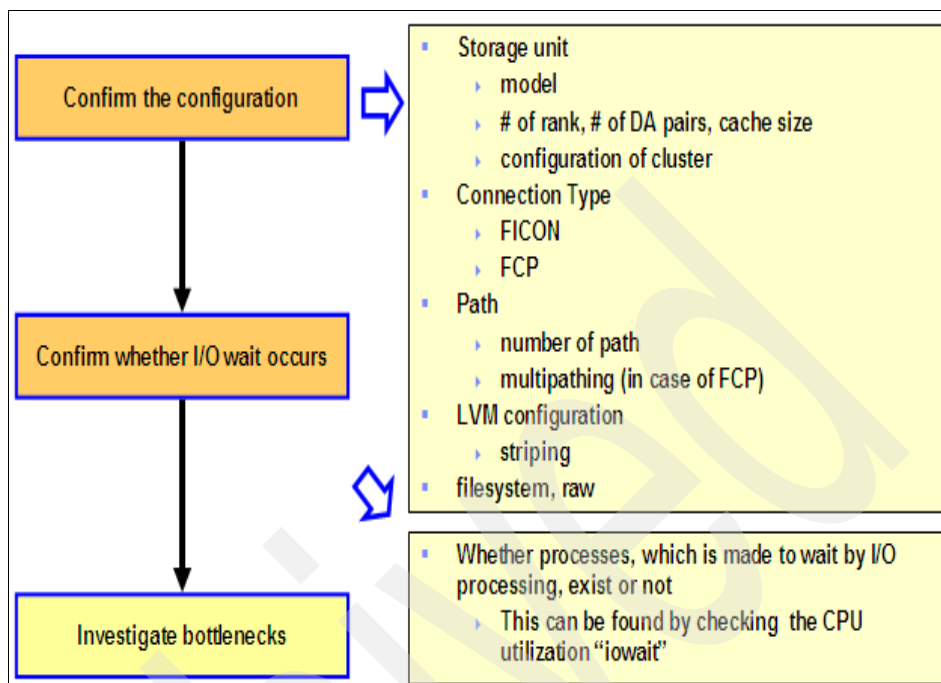 Confirm the configuration
Storage unit
model
# of rank, # of DA pairs, cache size
configuration of cluster
Connection Type
FICON
FCP
Path
number of path
multipathing (in case of FCP)
LVM configuration
striping
filesystem, raw
Confirm whether I/O wait occurs
Whether processes, which is made to wait by I/O
processing, exist or not
This can be found by checking the CPU
utilization “iowait”
Investigate bottlenecks